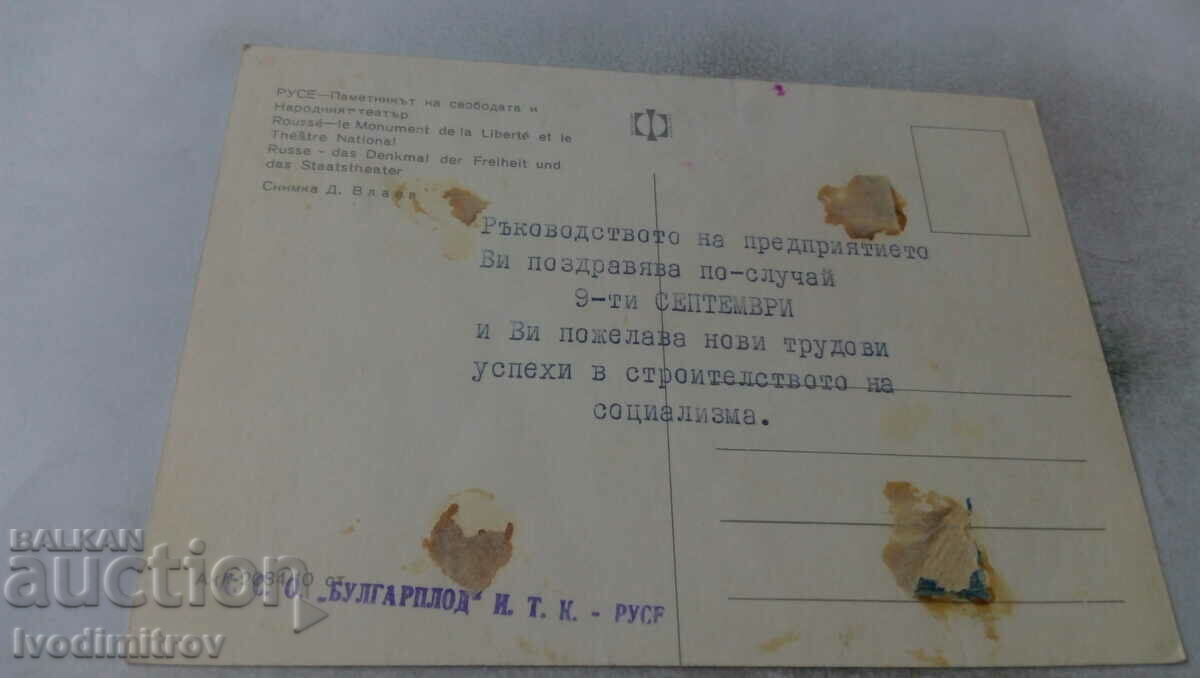 РУСЕ—Паметникът на свободата и
Народният театър
Roussé—le Monument de la Liberté et le
Théâtre National
Russe - das Denkmal der Freiheit und
das Staatstheater
Снимка Д. Влаев
Ръководството на предприятието
Ви поздравява по-случай
9-ти СЕПТЕМВРИ
и Ви пожелава нови трудови
успехи в строителството на
социализма.
С. О. „БУЛГАРПЛОД" И. Т. К. - РУСЕ
BALKAN
auction
Ivodimitrov